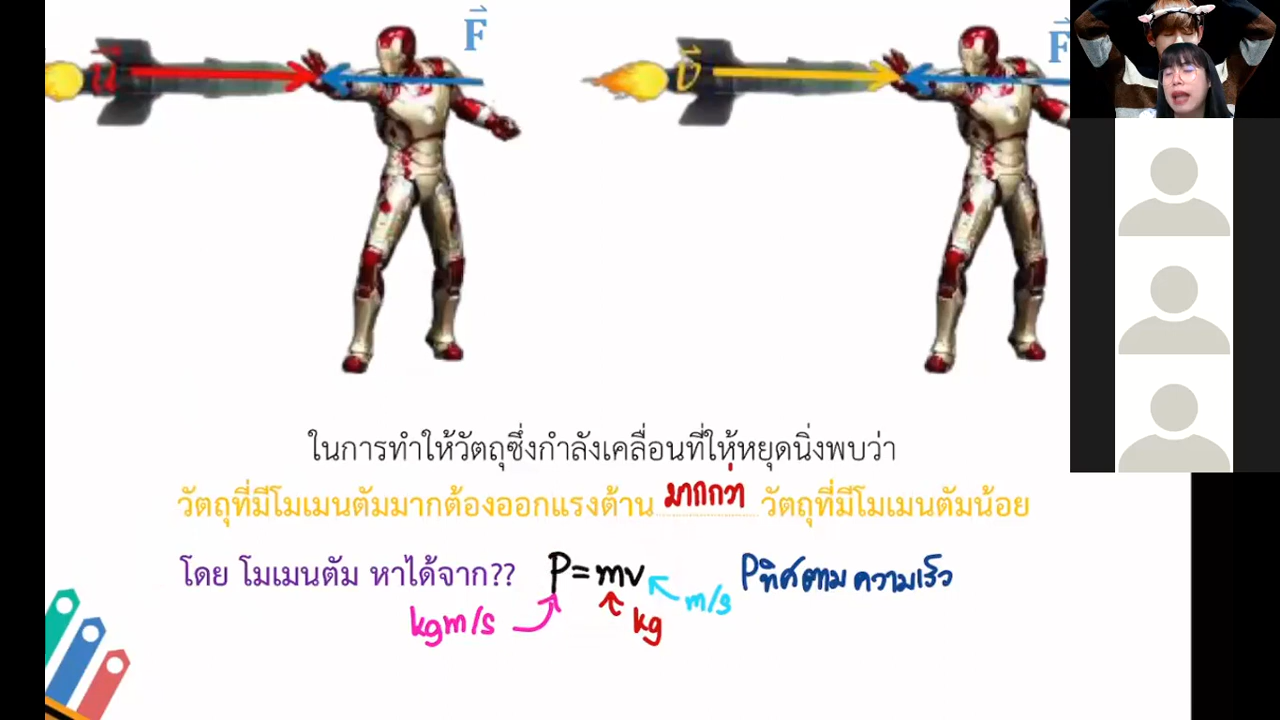 F
F
u
v
ในการทำให้วัตถุซึ่งกำลังเคลื่อนที่ให้หยุดนิ่งพบว่า
วัตถุที่มีโมเมนตัมมากต้องออกแรงต้าน มากกว่า วัตถุที่มีโมเมนตัมน้อย
โดย โมเมนตัม หาได้จาก?? P=mv P ทิศตาม ความเร็ว
kgm/s kg m/s